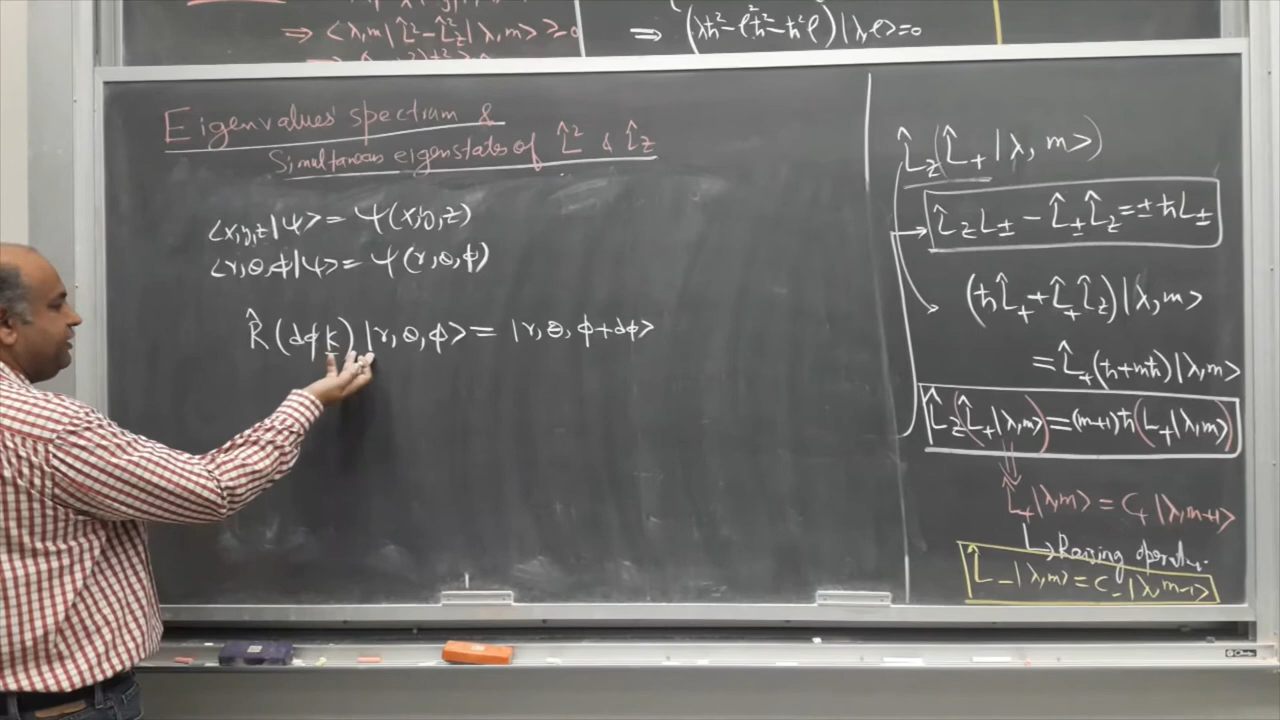 ⇒ <λ,m|L̂²-L̂z²|λ,m> ≥0
⇒ (λħ²-ℓ²ħ²-ħ²ℓ)|λ,ℓ>=0
Eigenvalues' spectrum &
Simultaneous eigenstates of L̂² & L̂z
<x,y,z|Ψ> = Ψ(x,y,z)
<r,θ,φ|Ψ> = Ψ(r,θ,φ)
R̂(dφk)|r,θ,φ> = |r,θ,φ+dφ>
L̂z(L̂+|λ,m>)
L̂zL± - L̂±L̂z = ±ħL±
(ħL̂+ + L̂+L̂z)|λ,m>
= L̂+(ħ+mħ)|λ,m>
L̂z(L̂+|λ,m>) = (m+1)ħ(L+|λ,m>)
L̂+|λ,m> = C+|λ,m+1>
Raising operator.
L̂-|λ,m> = C-|λ,m-1>